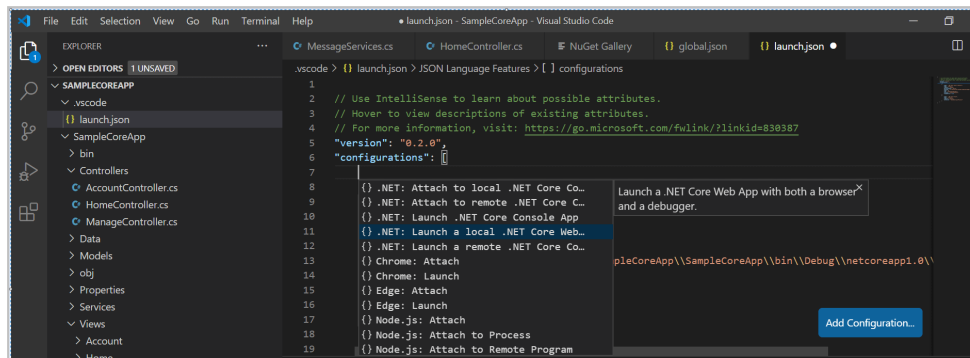 File Edit Selection View Go Run Terminal Help
● launch.json - SampleCoreApp - Visual Studio Code
EXPLORER ...
OPEN EDITORS 1 UNSAVED
SAMPLECOREAPP
.vscode
{} launch.json
SampleCoreApp
bin
Controllers
AccountController.cs
HomeController.cs
ManageController.cs
Data
Models
obj
Properties
Services
Views
Account
Home
1
MessageServices.cs HomeController.cs NuGet Gallery {} global.json {} launch.json ●
.vscode > {} launch.json > JSON Language Features > [ ] configurations
1
2 // Use IntelliSense to learn about possible attributes.
3 // Hover to view descriptions of existing attributes.
4 // For more information, visit: https://go.microsoft.com/fwlink/?linkid=830387
5 "version": "0.2.0",
6 "configurations": [
7
8 {} .NET: Attach to local .NET Core Co…
9 {} .NET: Attach to remote .NET Core C…
10 {} .NET: Launch .NET Core Console App
11 {} .NET: Launch a local .NET Core Web…
12 {} .NET: Launch a remote .NET Core Co…
13 {} Chrome: Attach
14 {} Chrome: Launch
15 {} Edge: Attach
16 {} Edge: Launch
17 {} Node.js: Attach
18 {} Node.js: Attach to Process
19 {} Node.js: Attach to Remote Program
Launch a .NET Core Web App with both a browser
and a debugger.
pleCoreApp\\SampleCoreApp\\bin\\Debug\\netcoreapp1.0\\
Add Configuration...